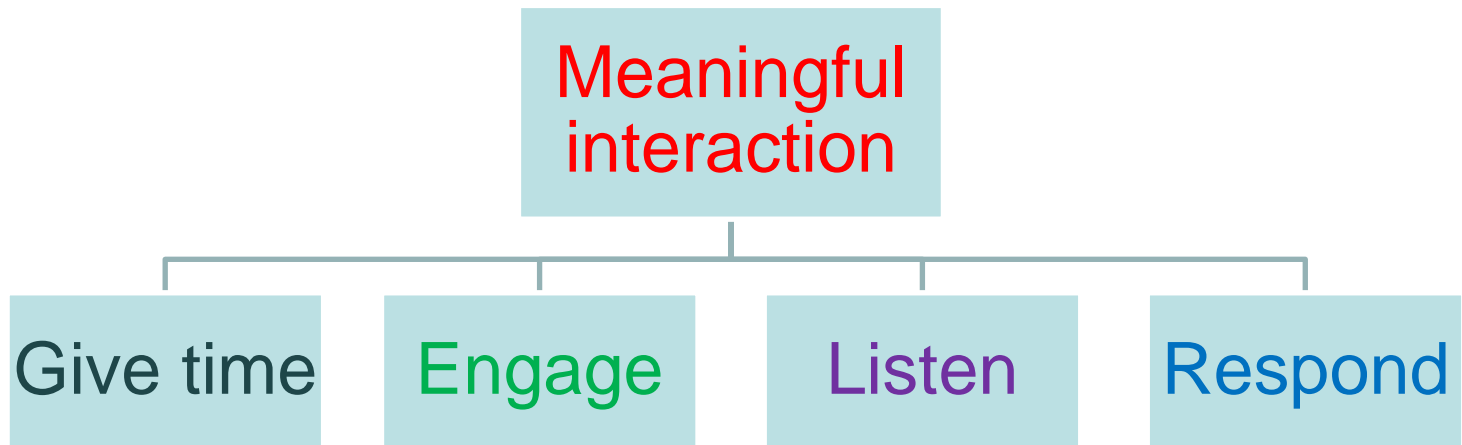 Meaningful
interaction
Give time
Engage
Listen
Respond